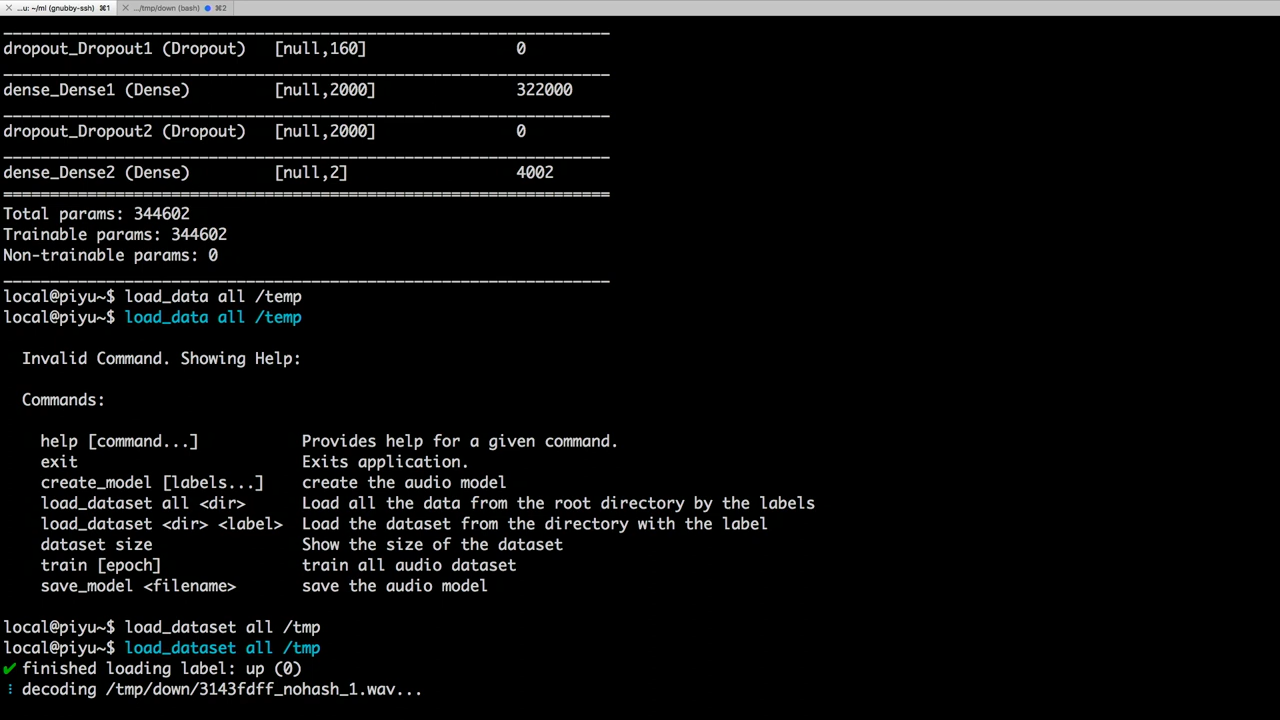 ...u: ~/ml (gnubby-ssh) ⌘1 .../tmp/down (bash) ⌘2
dropout_Dropout1 (Dropout) [null,160] 0
dense_Dense1 (Dense) [null,2000] 322000
dropout_Dropout2 (Dropout) [null,2000] 0
dense_Dense2 (Dense) [null,2] 4002
Total params: 344602
Trainable params: 344602
Non-trainable params: 0
local@piyu~$ load_data all /temp
local@piyu~$ load_data all /temp
Invalid Command. Showing Help:
Commands:
help [command...] Provides help for a given command.
exit Exits application.
create_model [labels...] create the audio model
load_dataset all <dir> Load all the data from the root directory by the labels
load_dataset <dir> <label> Load the dataset from the directory with the label
dataset size Show the size of the dataset
train [epoch] train all audio dataset
save_model <filename> save the audio model
local@piyu~$ load_dataset all /tmp
local@piyu~$ load_dataset all /tmp
✔ finished loading label: up (0)
⠇ decoding /tmp/down/3143fdff_nohash_1.wav...